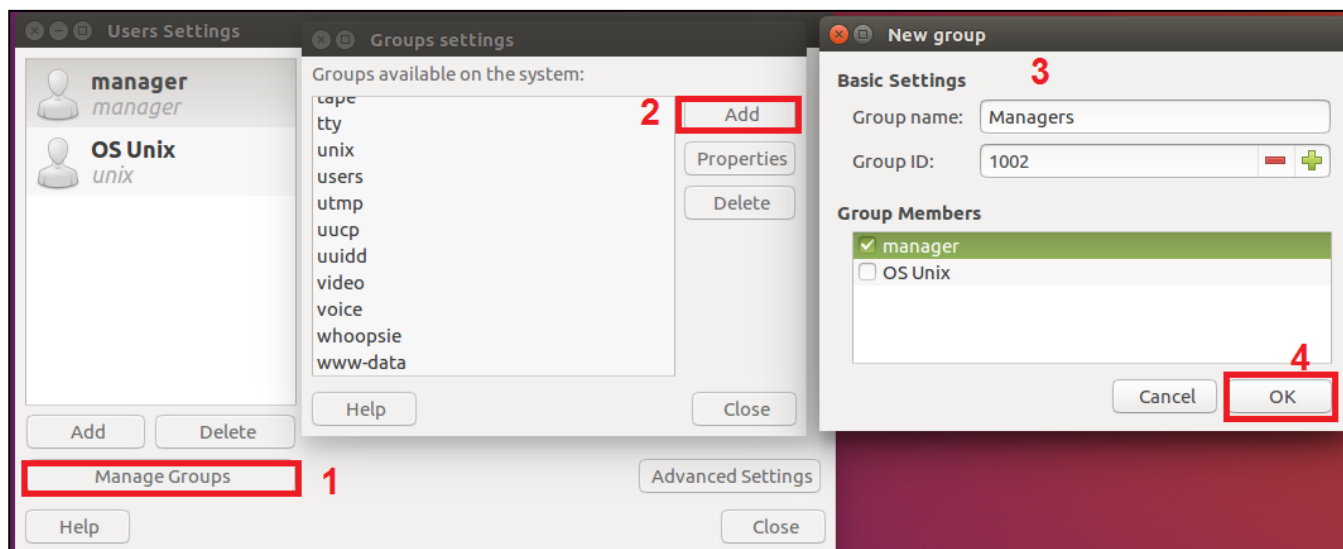 Users Settings
manager
manager
OS Unix
unix
Add
Delete
Manage Groups
1
Advanced Settings
Help
Close
Groups settings
Groups available on the system:
tape
tty
unix
users
utmp
uucp
uuidd
video
voice
whoopsie
www-data
2
Add
Properties
Delete
Help
Close
New group
3
Basic Settings
Group name: Managers
Group ID: 1002
Group Members
manager
OS Unix
4
Cancel
OK